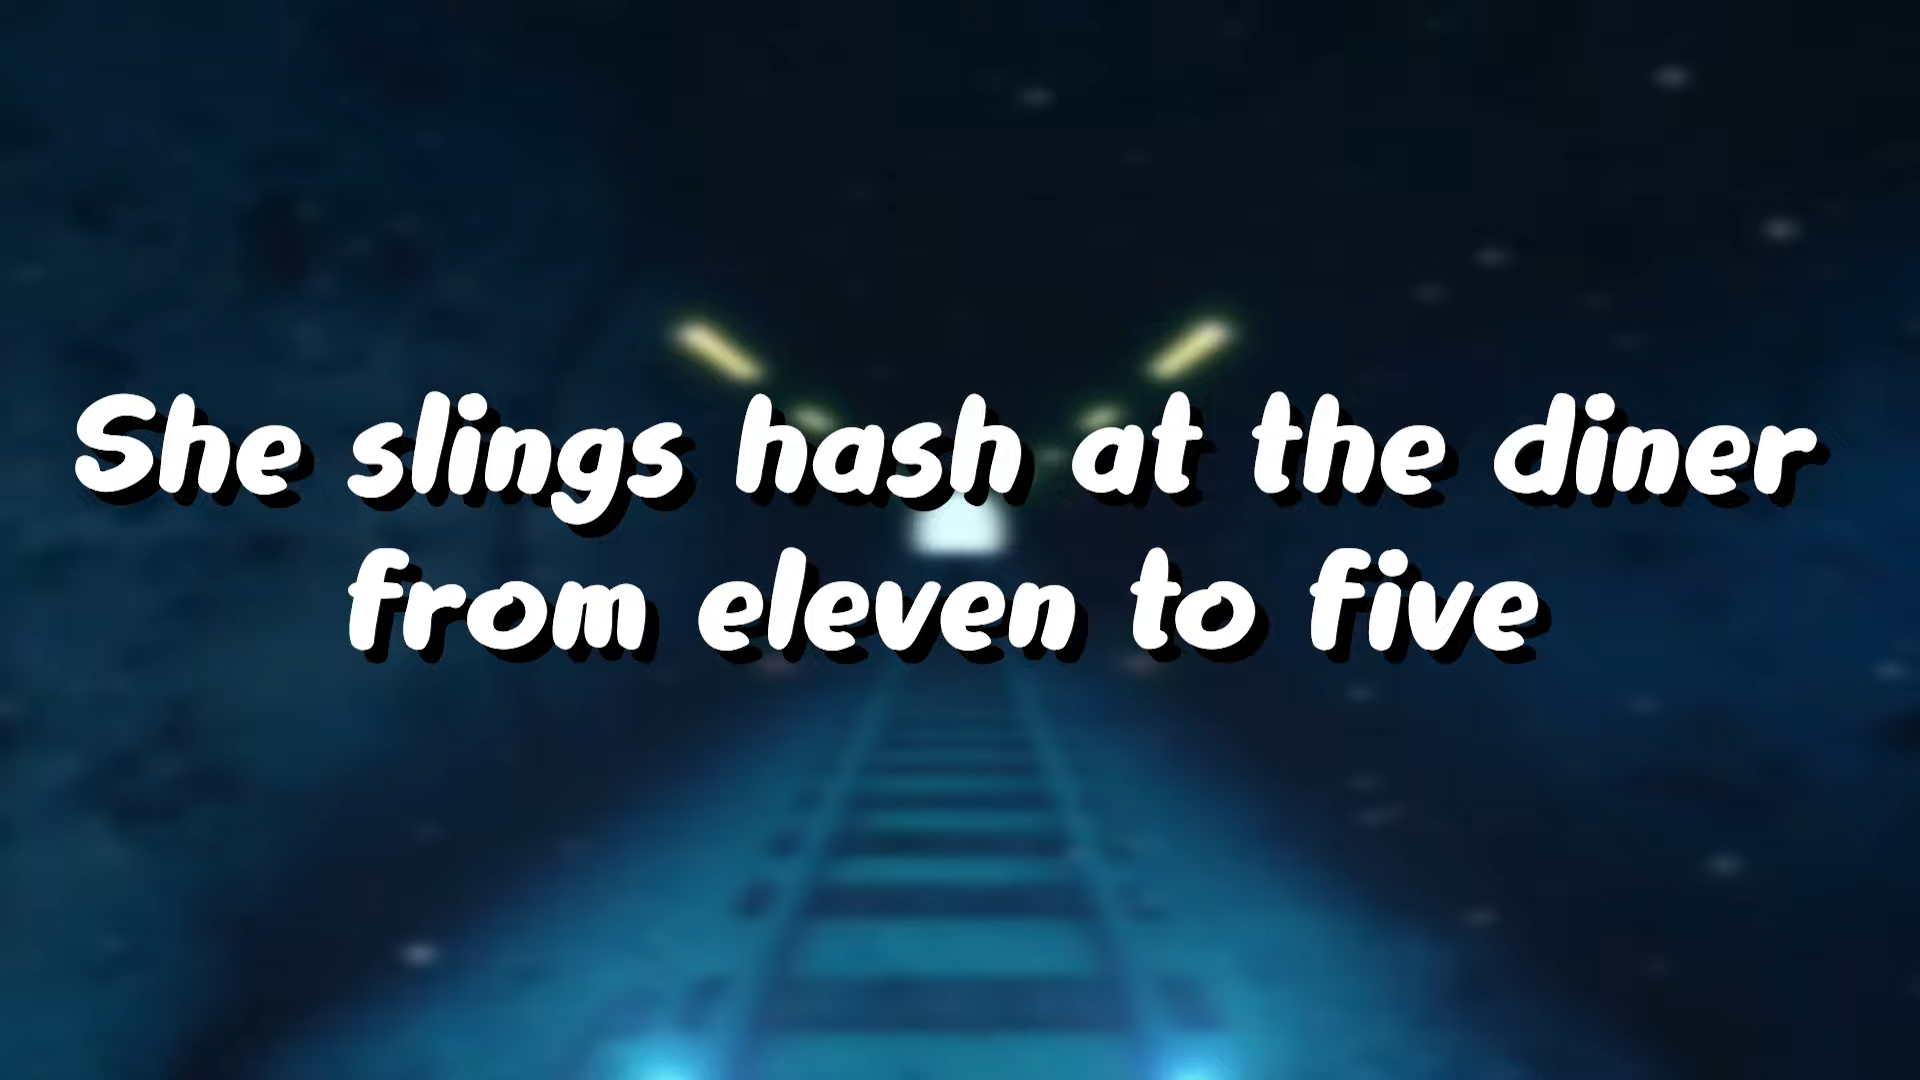 She slings hash at the diner
from eleven to five